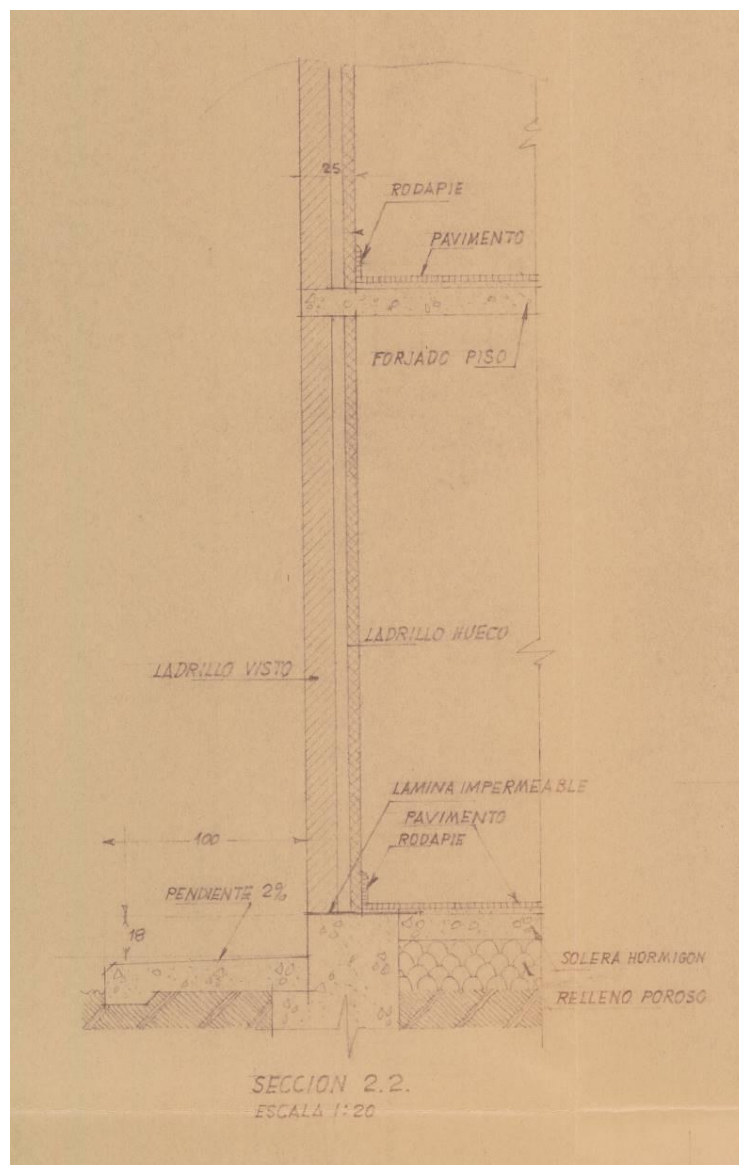 25
RODAPIE
PAVIMENTO
FORJADO PISO
LADRILLO HUECO
LADRILLO VISTO
LAMINA IMPERMEABLE
PAVIMENTO
RODAPIE
100
PENDIENTE 2%
18
SOLERA HORMIGON
RELLENO POROSO
SECCION 2.2.
ESCALA 1:20